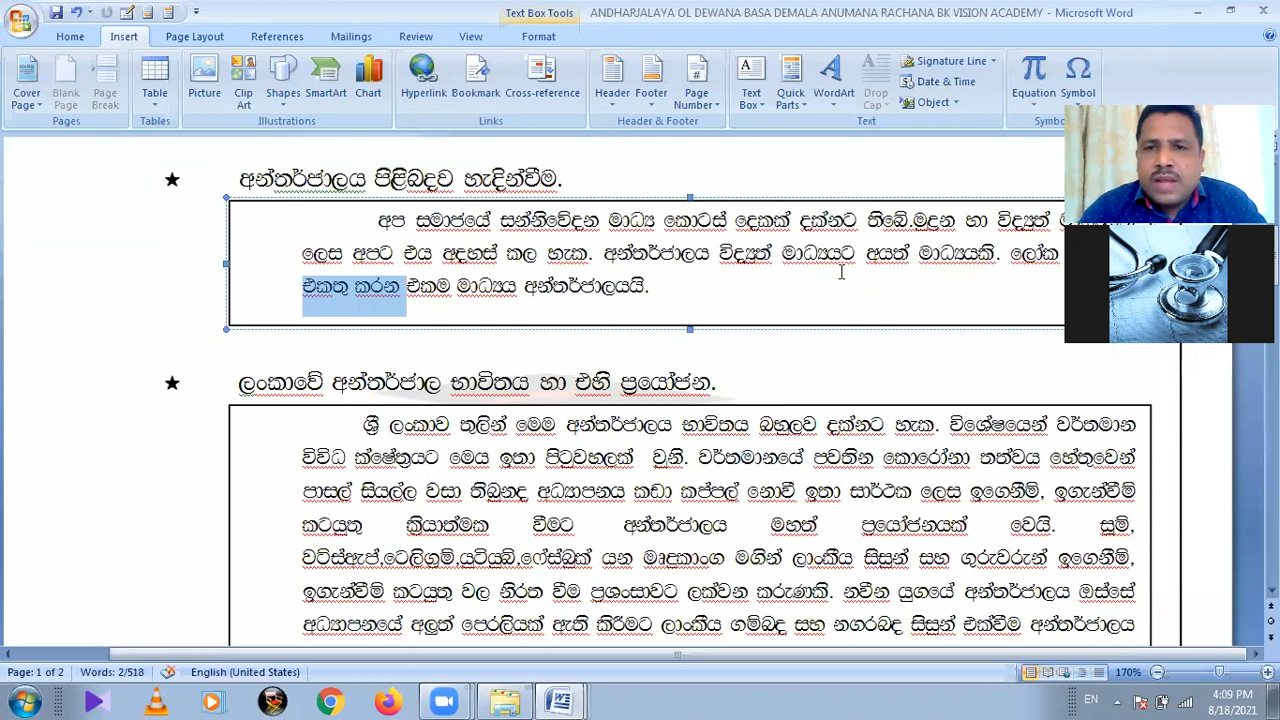 Text Box Tools
ANDHARJALAYA OL DEWANA BASA DEMALA ANUMANA RACHANA BK VISION ACADEMY - Microsoft Word
Home Insert Page Layout References Mailings Review View Format
Cover Page Blank Page Page Break Table Picture Clip Art Shapes SmartArt Chart Hyperlink Bookmark Cross-reference Header Footer Page Number Text Box Quick Parts WordArt Drop Cap Signature Line Date & Time Object Equation Symbol
Pages Tables Illustrations Links Header & Footer Text
★ අන්තර්ජාලය පිළිබදව හැදින්වීම.
අප සමාජයේ සන්නිවේදන මාධ්‍ය කොටස් දෙකක් දක්නට තිබේ.මුදන හා විද්‍යුත්
ලෙස අපට එය අදහස් කල හැක. අන්තර්ජාලය විද්‍යුත් මාධ්‍යයට අයත් මාධ්‍යයකි. ලෝක
එකතු කරන එකම මාධ්‍යය අන්තර්ජාලයයි.
★ ලංකාවේ අන්තර්ජාල භාවිතය හා එහි ප්‍රයෝජන.
ශ්‍රී ලංකාව තුලින් මෙම අන්තර්ජාලය භාවිතය බහුලව දක්නට හැක. විශේෂයෙන් වර්තමාන
විවිධ ක්ෂේත්‍රයට මෙය ඉතා පිටුවහලක් වුනි. වර්තමානයේ පවතින කොරෝනා තත්වය හේතුවෙන්
පාසල් සියල්ල වසා තිබුනද අධ්‍යාපනය කඩා කප්පල් නොවී ඉතා සාර්ථක ලෙස ඉගෙනීම්, ඉගැන්වීම්
කටයුතු ක්‍රියාත්මක වීමට අන්තර්ජාලය මහත් ප්‍රයෝජනයක් වෙයි. සූම්,
වට්ස්ඇප්,ටෙලිග්‍රුම්,යුටියුබ්,ෆේස්බුක් යන මෘදුකාංග මගින් ලාංකීය සිසුන් සහ ගුරුවරුන් ඉගෙනීම්,
ඉගැන්වීම් කටයුතු වල නිරත වීම ප්‍රශංසාවට ලක්වන කරුණකි. නවීන යුගයේ අන්තර්ජාලය ඔස්සේ
අධ්‍යාපනයේ අලුත් පෙරලියක් ඇති කිරීමට ලාංකීය ගම්බද සහ නගරබද සිසුන් එක්වීම අන්තර්ජාලය
Page: 1 of 2 Words: 2/518 English (United States) 170%
EN 4:09 PM
8/18/2021